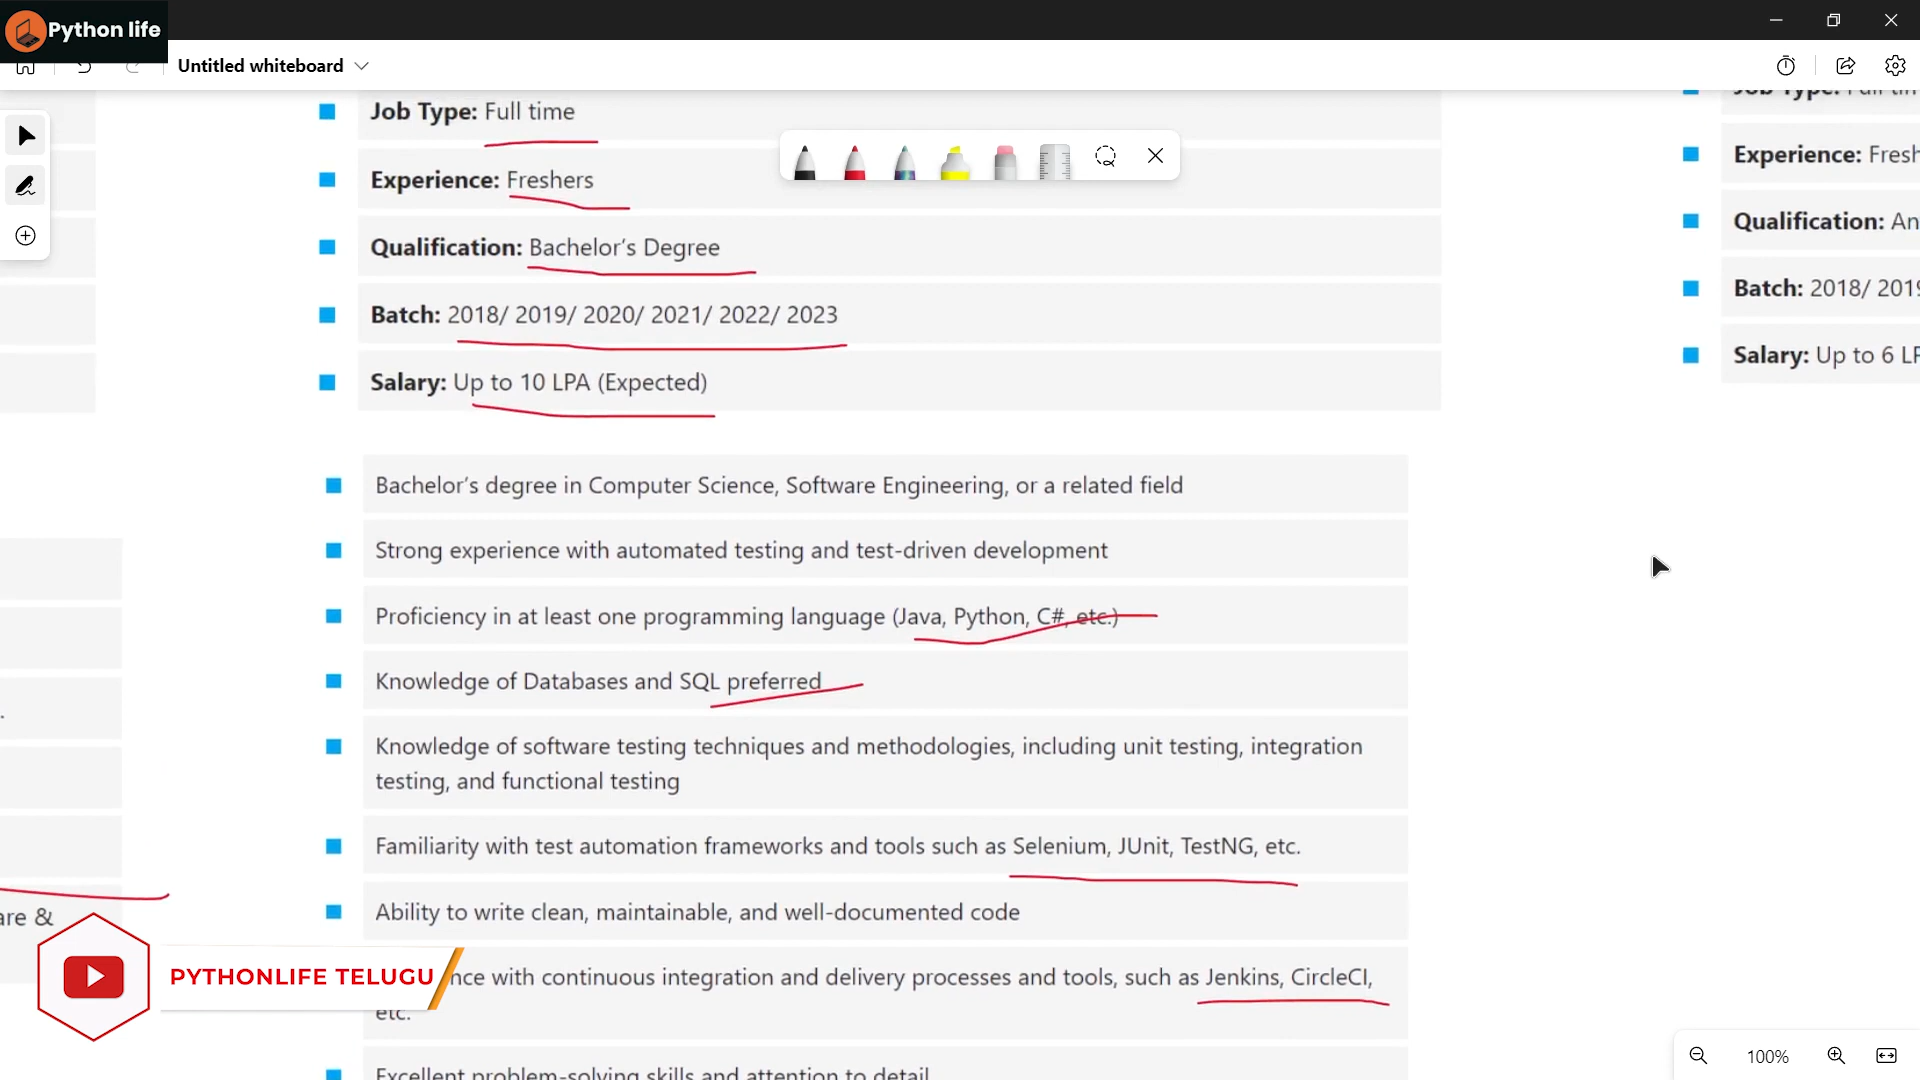 Python life
Untitled whiteboard
Job Type: Full time
Experience: Freshers
Qualification: Bachelor's Degree
Batch: 2018/ 2019/ 2020/ 2021/ 2022/ 2023
Salary: Up to 10 LPA (Expected)
Bachelor's degree in Computer Science, Software Engineering, or a related field
Strong experience with automated testing and test-driven development
Proficiency in at least one programming language (Java, Python, C#, etc.)
Knowledge of Databases and SQL preferred
Knowledge of software testing techniques and methodologies, including unit testing, integration
testing, and functional testing
Familiarity with test automation frameworks and tools such as Selenium, JUnit, TestNG, etc.
Ability to write clean, maintainable, and well-documented code
nce with continuous integration and delivery processes and tools, such as Jenkins, CircleCI,
etc.
Excellent problem-solving skills and attention to detail
Job Type: Full tim
Experience: Fresh
Qualification: An
Batch: 2018/ 2019
Salary: Up to 6 LP
are &
PYTHONLIFE TELUGU
100%